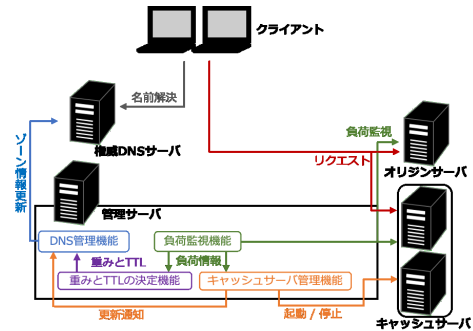 クライアント
名前解決
権威DNSサーバ
負荷監視
リクエスト
オリジンサーバ
ゾーン情報更新
管理サーバ
DNS管理機能
負荷監視機能
重みとTTL
負荷情報
重みとTTLの決定機能
キャッシュサーバ管理機能
更新通知
起動 / 停止
キャッシュサーバ